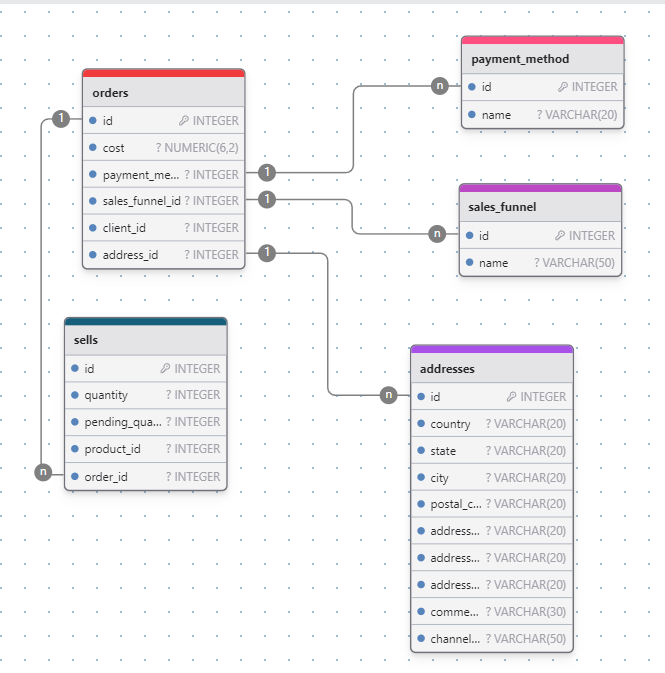 orders
id INTEGER
cost ? NUMERIC(6,2)
payment_me... ? INTEGER
sales_funnel_id ? INTEGER
client_id ? INTEGER
address_id ? INTEGER
1
1
1
1
payment_method
id INTEGER
name ? VARCHAR(20)
n
sales_funnel
id INTEGER
name ? VARCHAR(50)
n
sells
id INTEGER
quantity ? INTEGER
pending_qua... ? INTEGER
product_id ? INTEGER
order_id ? INTEGER
n
addresses
id INTEGER
country ? VARCHAR(20)
state ? VARCHAR(20)
city ? VARCHAR(20)
postal_c... ? VARCHAR(20)
address... ? VARCHAR(20)
address... ? VARCHAR(20)
address... ? VARCHAR(20)
comme... ? VARCHAR(30)
channel... ? VARCHAR(50)
n